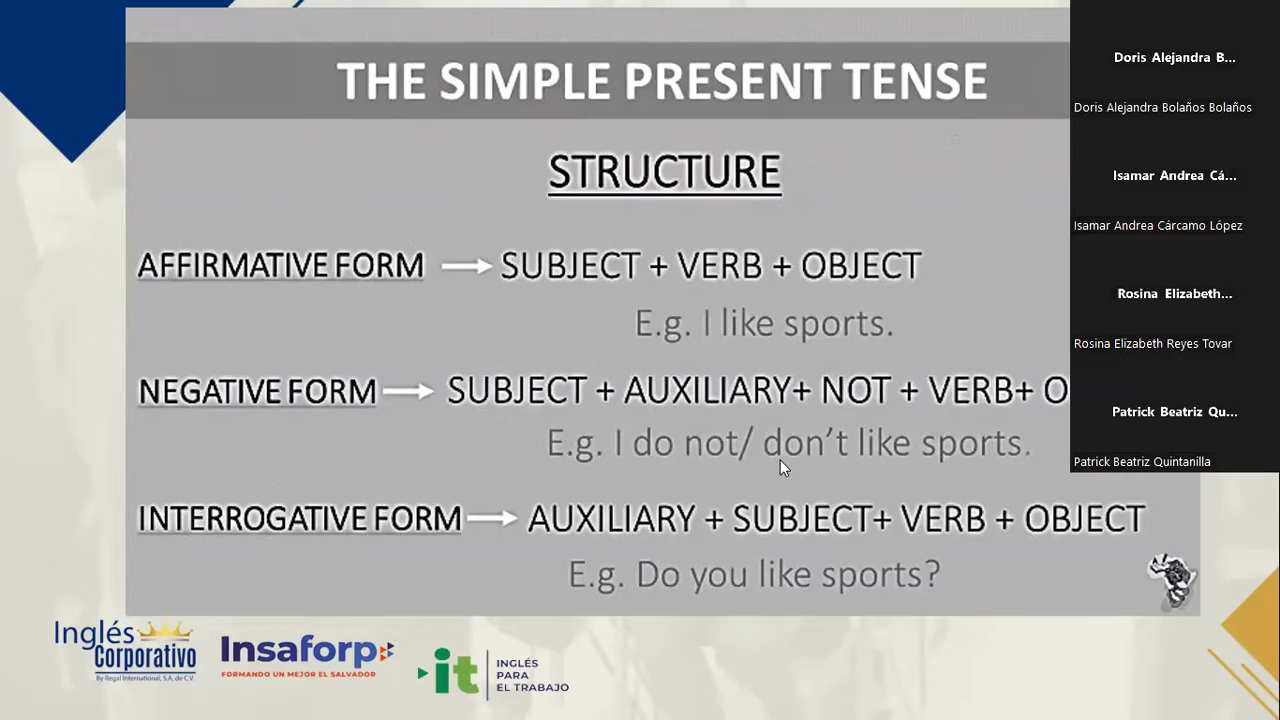 THE SIMPLE PRESENT TENSE
STRUCTURE
AFFIRMATIVE FORM → SUBJECT + VERB + OBJECT
E.g. I like sports.
NEGATIVE FORM → SUBJECT + AUXILIARY+ NOT + VERB+ O
E.g. I do not/ don't like sports.
INTERROGATIVE FORM → AUXILIARY + SUBJECT+ VERB + OBJECT
E.g. Do you like sports?
Doris Alejandra B...
Doris Alejandra Bolaños Bolaños
Isamar Andrea Cá...
Isamar Andrea Cárcamo López
Rosina Elizabeth...
Rosina Elizabeth Reyes Tovar
Patrick Beatriz Qu...
Patrick Beatriz Quintanilla
Inglés
Corporativo
By Regal International, S.A. de C.V.
Insaforp
FORMANDO UN MEJOR EL SALVADOR
it
INGLÉS
PARA
EL TRABAJO